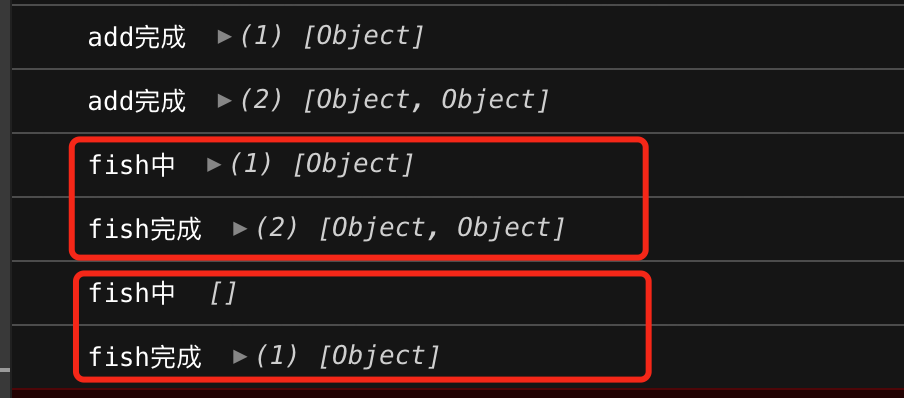 add完成 ▶(1) [Object]
add完成 ▶(2) [Object, Object]
fish中 ▶(1) [Object]
fish完成 ▶(2) [Object, Object]
fish中 []
fish完成 ▶(1) [Object]